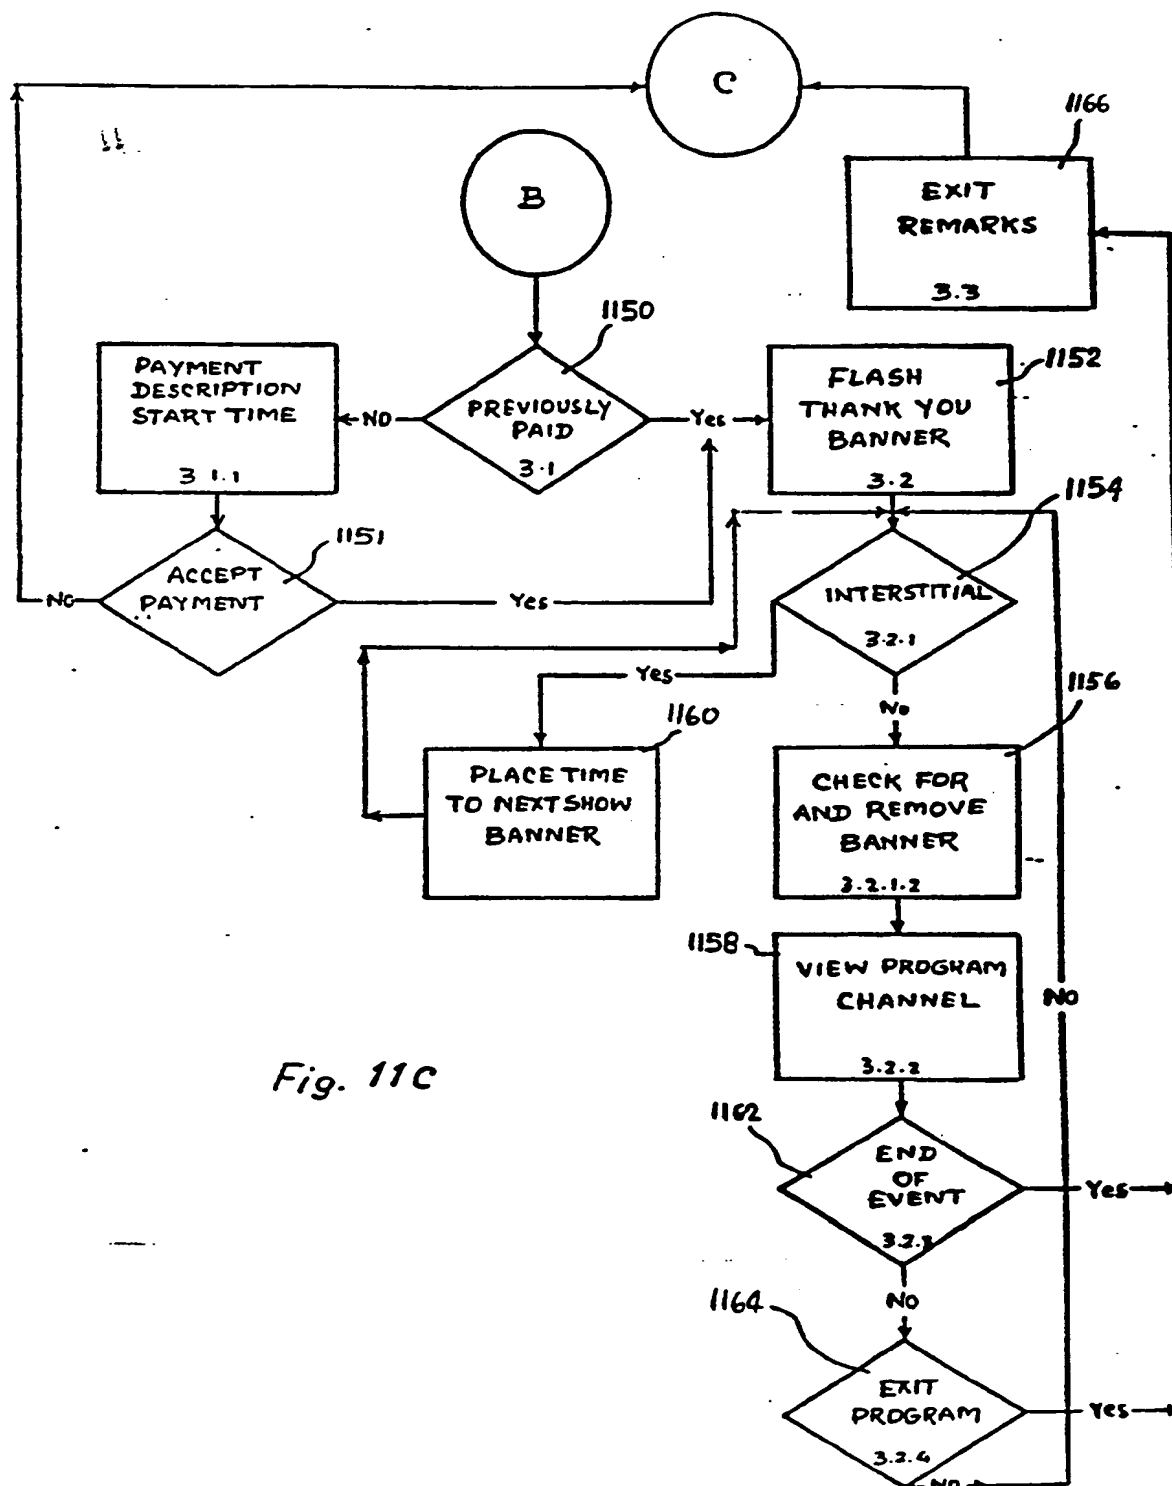 C
1166
EXIT
REMARKS
3.3
B
1150
PREVIOUSLY
PAID
3.1
NO
Yes
PAYMENT
DESCRIPTION
START TIME
3 1.1
1152
FLASH
THANK YOU
BANNER
3.2
1151
ACCEPT
PAYMENT
NO
Yes
1154
INTERSTITIAL
3.2.1
Yes
No
1160
PLACE TIME
TO NEXT SHOW
BANNER
1156
CHECK FOR
AND REMOVE
BANNER
3.2.1.2
1158
VIEW PROGRAM
CHANNEL
3.2.2
NO
Fig. 11C
1162
END
OF
EVENT
3.2.3
Yes
NO
1164
EXIT
PROGRAM
3.2.4
Yes
NO